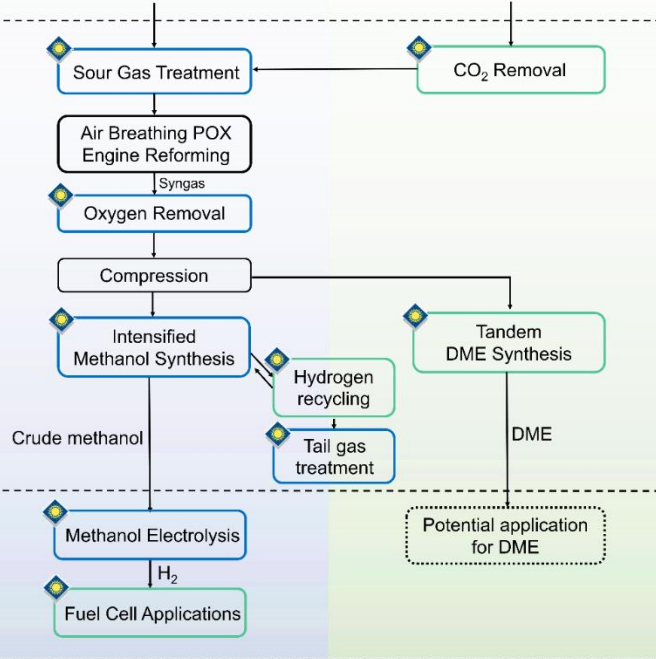 Sour Gas Treatment
CO₂ Removal
Air Breathing POX
Engine Reforming
Syngas
Oxygen Removal
Compression
Intensified
Methanol Synthesis
Tandem
DME Synthesis
Hydrogen
recycling
Crude methanol
DME
Tail gas
treatment
Methanol Electrolysis
Potential application
for DME
H₂
Fuel Cell Applications